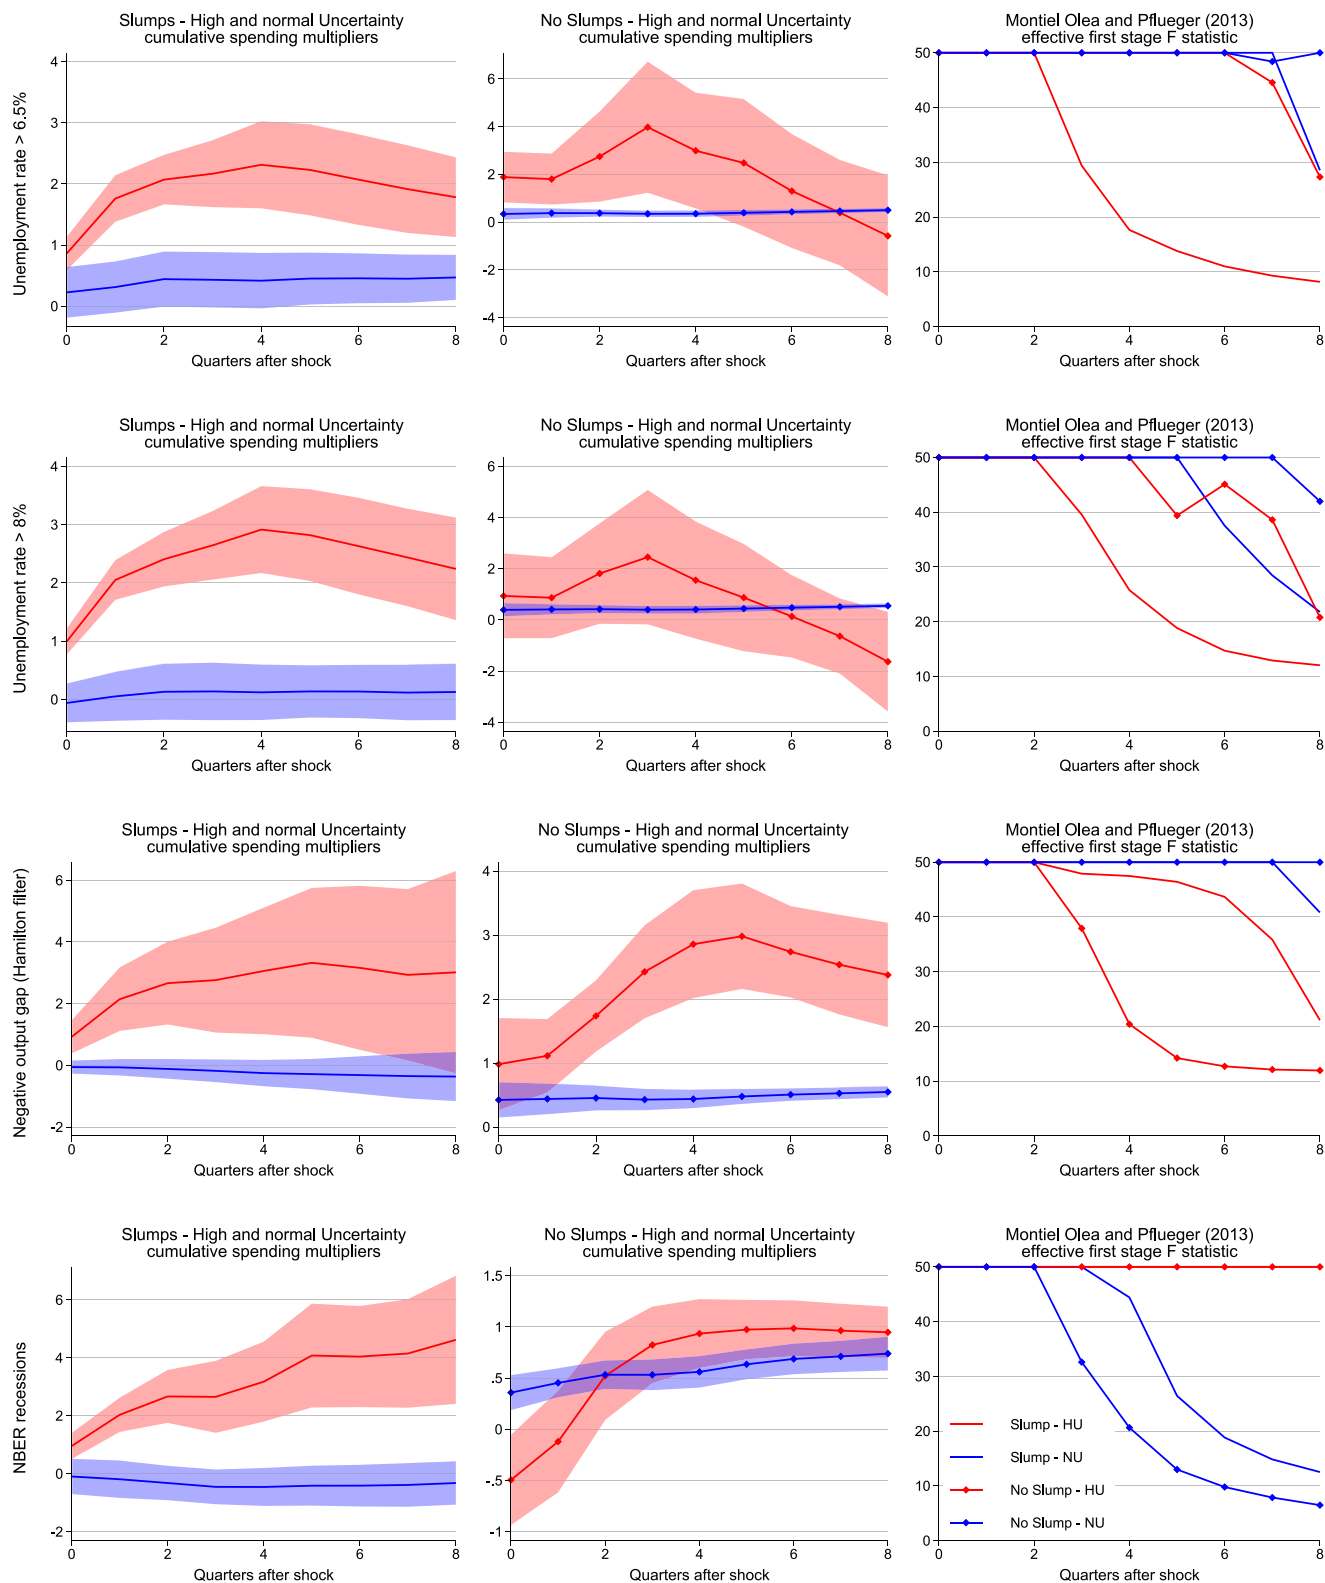 Slumps - High and normal Uncertainty
cumulative spending multipliers
No Slumps - High and normal Uncertainty
cumulative spending multipliers
Montiel Olea and Pflueger (2013)
effective first stage F statistic
Unemployment rate > 6.5%
4
3
2
1
0
0 2 4 6 8
Quarters after shock
6
4
2
0
-2
-4
0 2 4 6 8
Quarters after shock
50
40
30
20
10
0
0 2 4 6 8
Slumps - High and normal Uncertainty
cumulative spending multipliers
No Slumps - High and normal Uncertainty
cumulative spending multipliers
Montiel Olea and Pflueger (2013)
effective first stage F statistic
Unemployment rate > 8%
4
3
2
1
0
0 2 4 6 8
Quarters after shock
6
4
2
0
-2
-4
0 2 4 6 8
Quarters after shock
50
40
30
20
10
0
0 2 4 6 8
Slumps - High and normal Uncertainty
cumulative spending multipliers
No Slumps - High and normal Uncertainty
cumulative spending multipliers
Montiel Olea and Pflueger (2013)
effective first stage F statistic
Negative output gap (Hamilton filter)
6
4
2
0
-2
0 2 4 6 8
Quarters after shock
4
3
2
1
0
0 2 4 6 8
Quarters after shock
50
40
30
20
10
0
0 2 4 6 8
Slumps - High and normal Uncertainty
cumulative spending multipliers
No Slumps - High and normal Uncertainty
cumulative spending multipliers
Montiel Olea and Pflueger (2013)
effective first stage F statistic
NBER recessions
6
4
2
0
-2
0 2 4 6 8
Quarters after shock
1.5
1
.5
0
-.5
-1
0 2 4 6 8
Quarters after shock
50
40
30
20
10
0
0 2 4 6 8
Slump - HU
Slump - NU
No Slump - HU
No Slump - NU